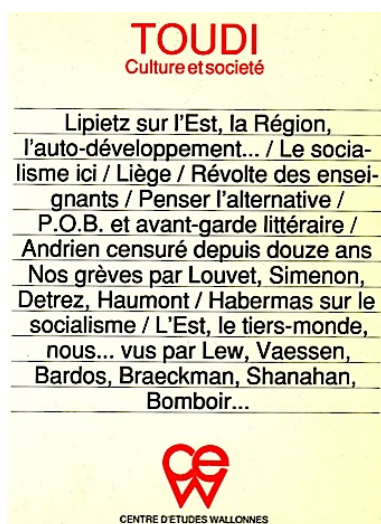 TOUDI
Culture et societé
Lipietz sur l'Est, la Région,
l'auto-développement... / Le socia-
lisme ici / Liège / Révolte des ensei-
gnants / Penser l'alternative /
P.O.B. et avant-garde littéraire /
Andrien censuré depuis douze ans
Nos grèves par Louvet, Simenon,
Detrez, Haumont / Habermas sur le
socialisme / L'Est, le tiers-monde,
nous... vus par Lew, Vaessen,
Bardos, Braeckman, Shanahan,
Bomboir...
cew
CENTRE D'ETUDES WALLONNES